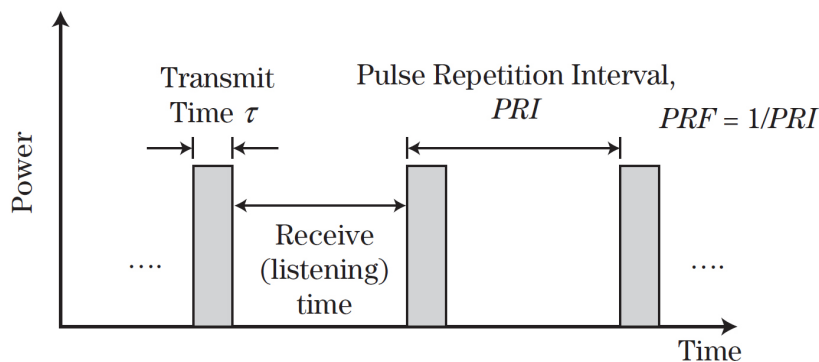 Transmit
Time τ
Pulse Repetition Interval,
PRI
PRF = 1/PRI
Power
Receive
(listening)
time
....
....
Time